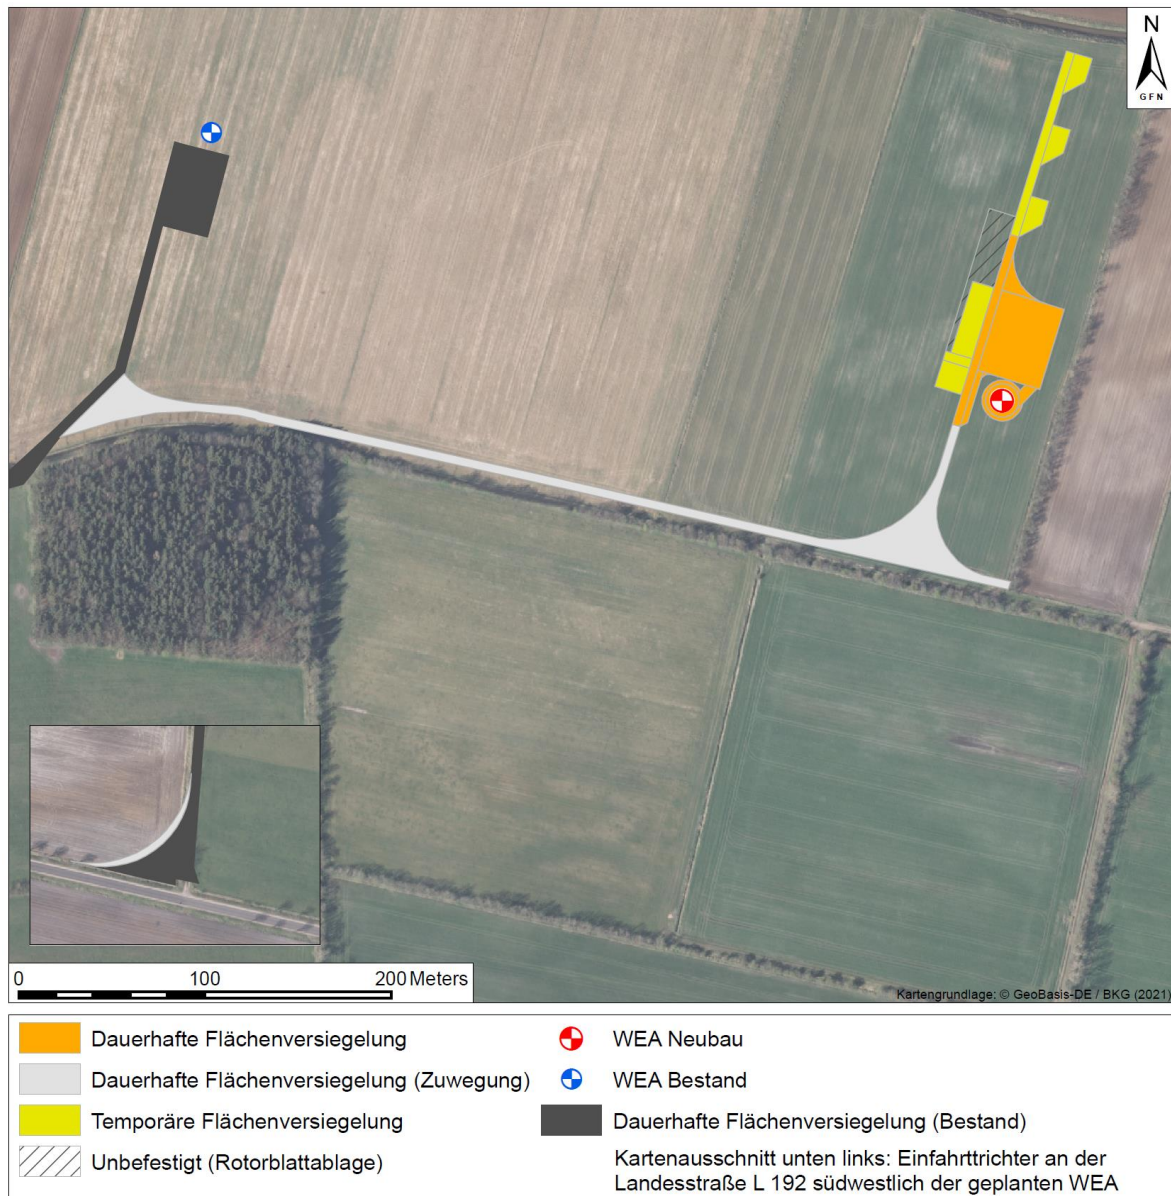 N
GFN
0 100 200 Meters
Kartengrundlage: © GeoBasis-DE / BKG (2021)
Dauerhafte Flächenversiegelung
WEA Neubau
Dauerhafte Flächenversiegelung (Zuwegung)
WEA Bestand
Temporäre Flächenversiegelung
Dauerhafte Flächenversiegelung (Bestand)
Unbefestigt (Rotorblattablage)
Kartenausschnitt unten links: Einfahrttrichter an der
Landesstraße L 192 südwestlich der geplanten WEA